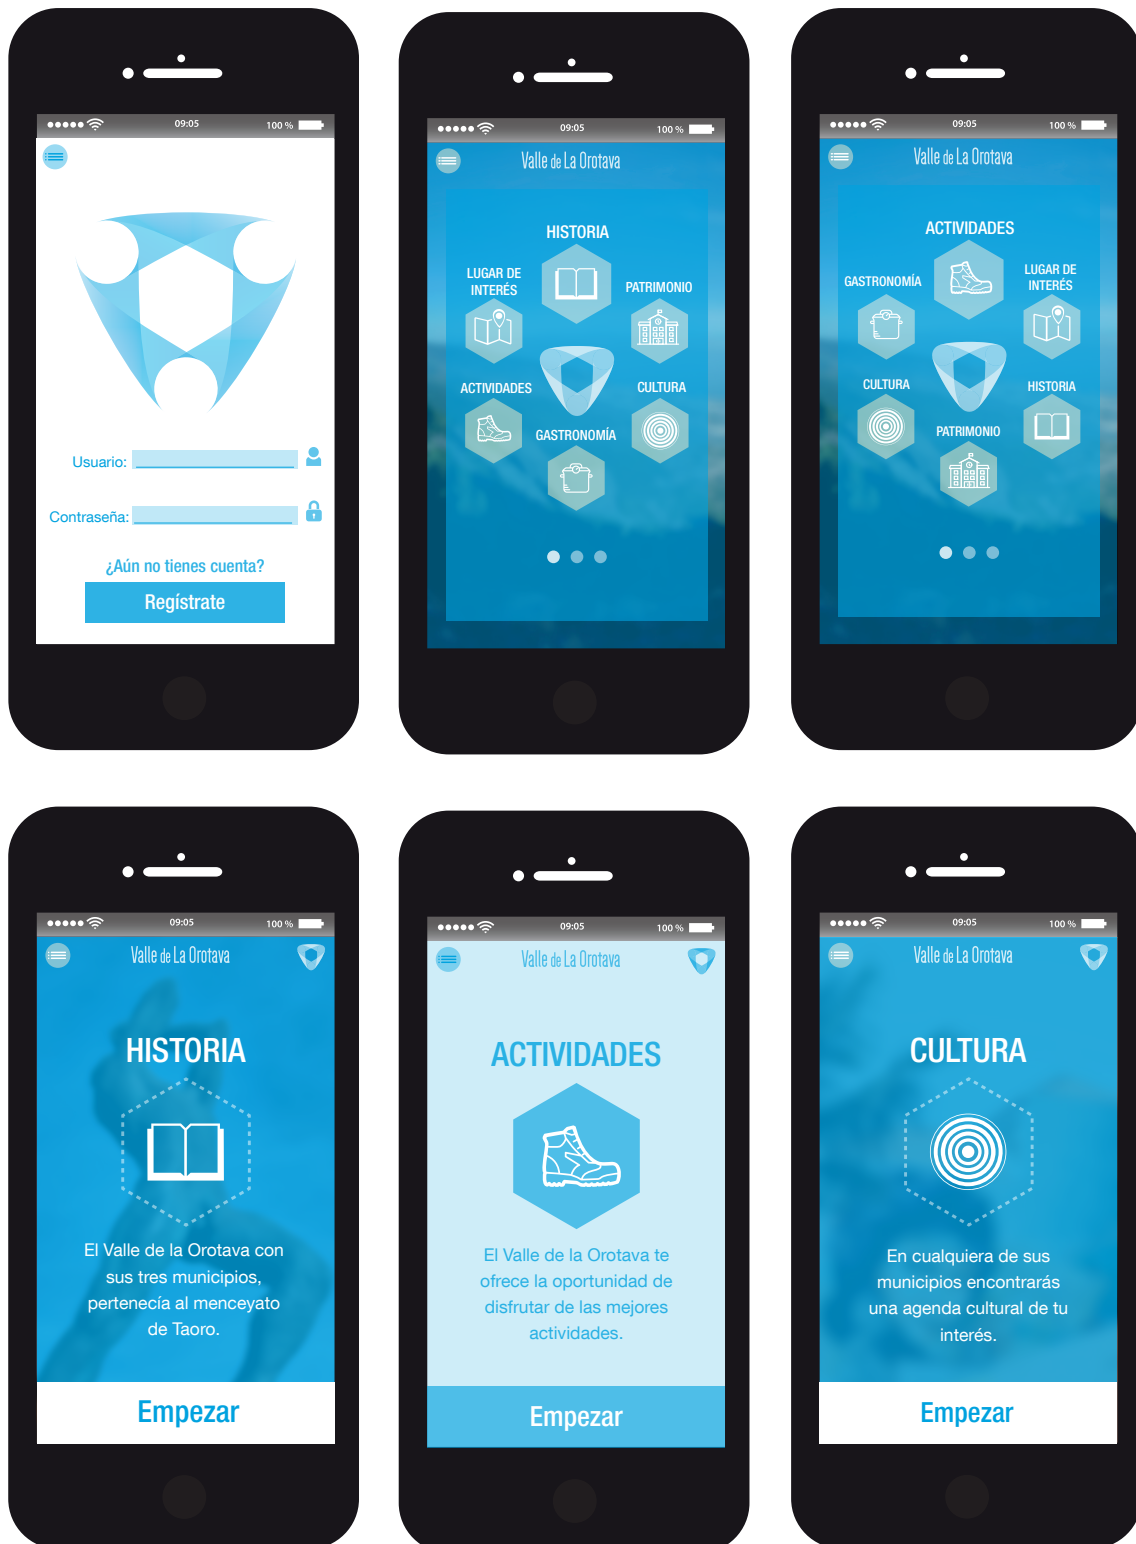 09:05
100 %
Usuario:
Contraseña:
¿Aún no tienes cuenta?
Regístrate
09:05
100 %
Valle de La Orotava
HISTORIA
LUGAR DE
INTERÉS
PATRIMONIO
ACTIVIDADES
CULTURA
GASTRONOMÍA
09:05
100 %
Valle de La Orotava
ACTIVIDADES
GASTRONOMÍA
LUGAR DE
INTERÉS
CULTURA
HISTORIA
PATRIMONIO
09:05
100 %
Valle de La Orotava
HISTORIA
El Valle de la Orotava con
sus tres municipios,
pertenecía al menceyato
de Taoro.
Empezar
09:05
100 %
Valle de La Orotava
ACTIVIDADES
El Valle de la Orotava te
ofrece la oportunidad de
disfrutar de las mejores
actividades.
Empezar
09:05
100 %
Valle de La Orotava
CULTURA
En cualquiera de sus
municipios encontrarás
una agenda cultural de tu
interés.
Empezar